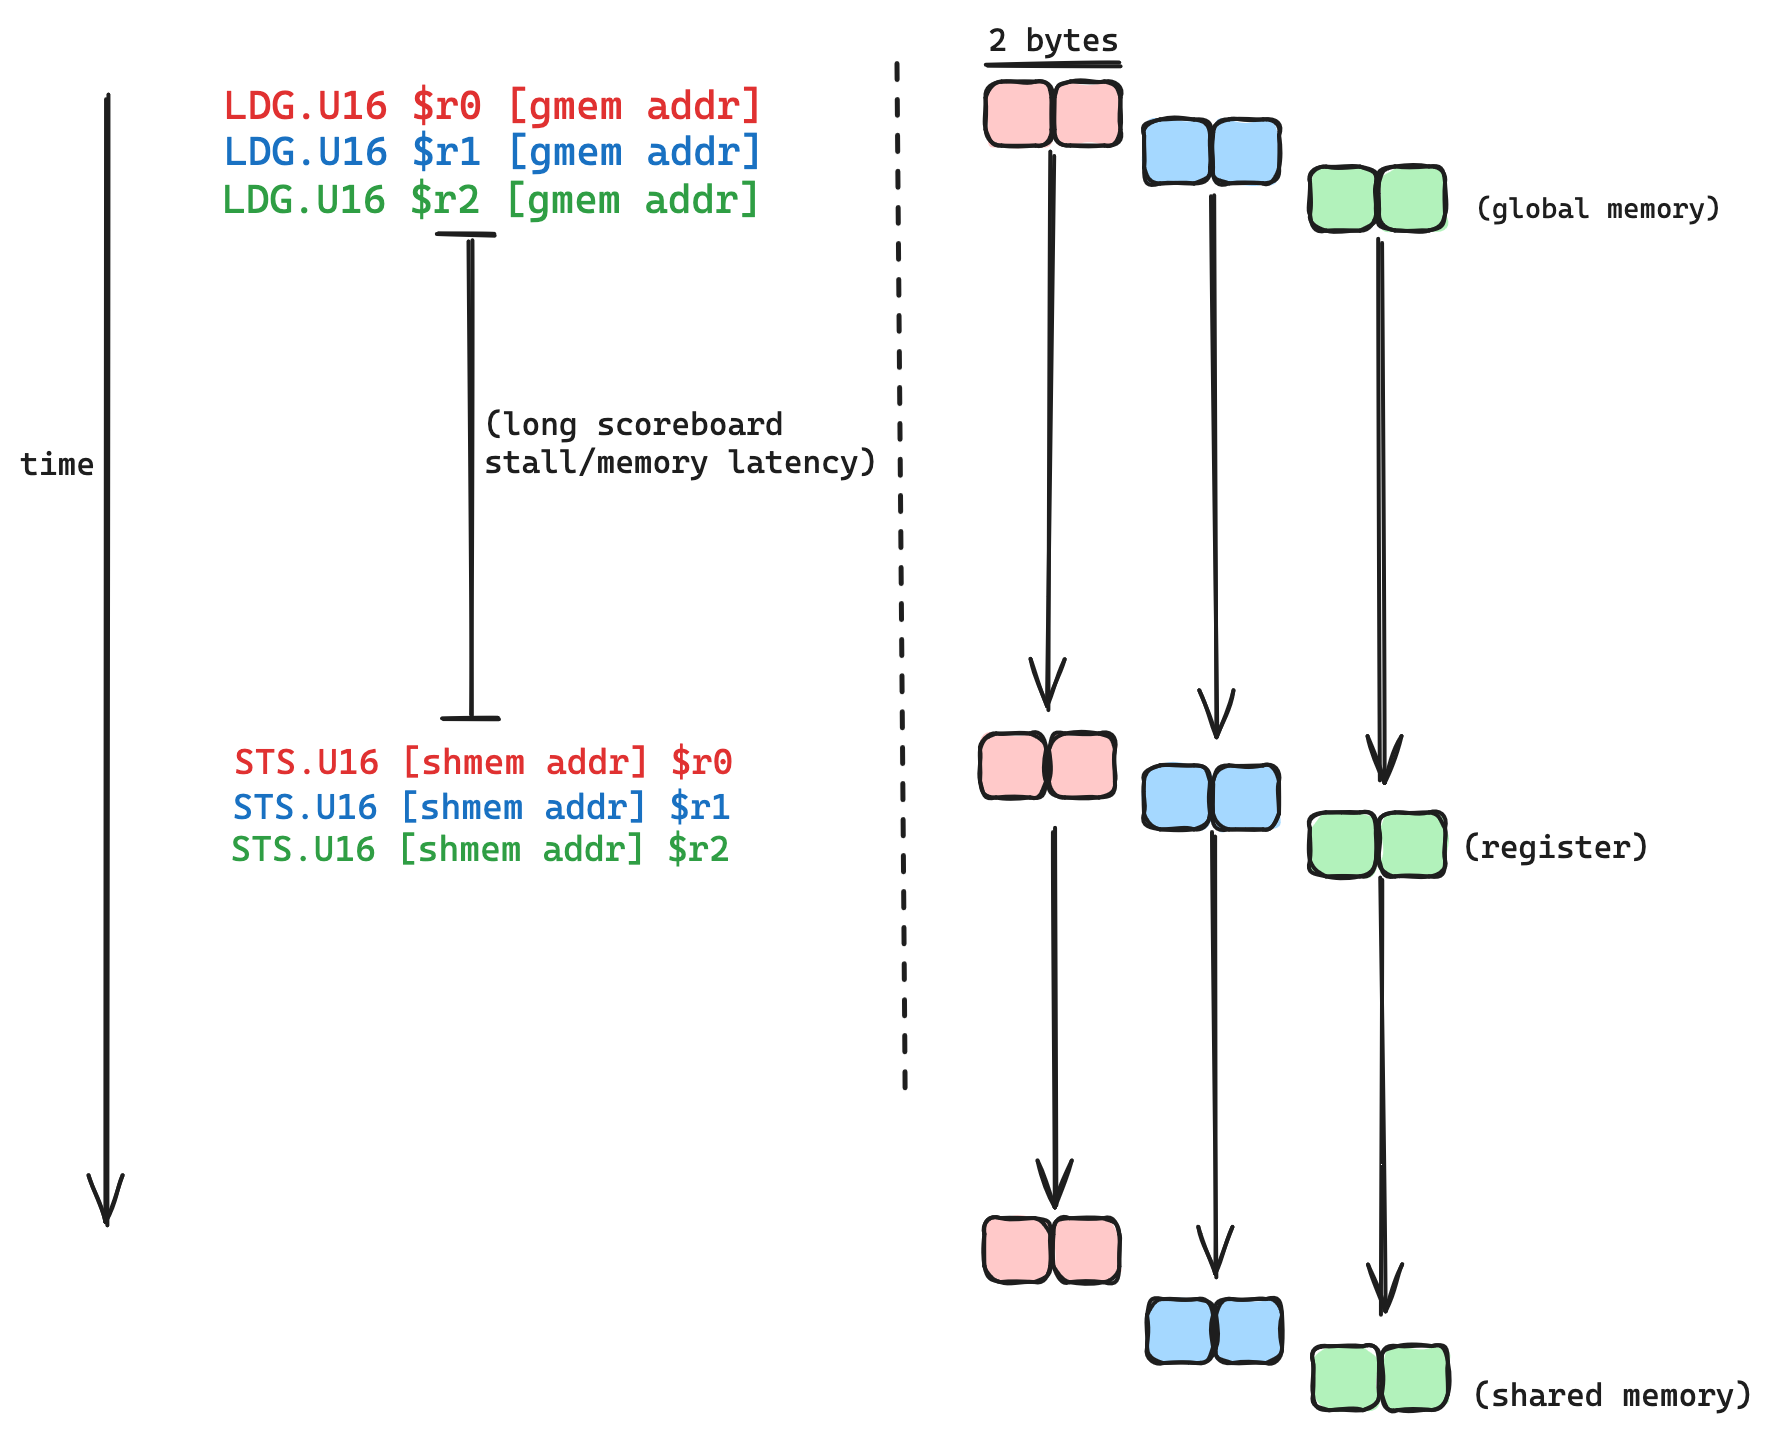 2 bytes
LDG.U16 $r0 [gmem addr]
LDG.U16 $r1 [gmem addr]
LDG.U16 $r2 [gmem addr]
(global memory)
(long scoreboard
stall/memory latency)
time
STS.U16 [shmem addr] $r0
STS.U16 [shmem addr] $r1
STS.U16 [shmem addr] $r2
(register)
(shared memory)